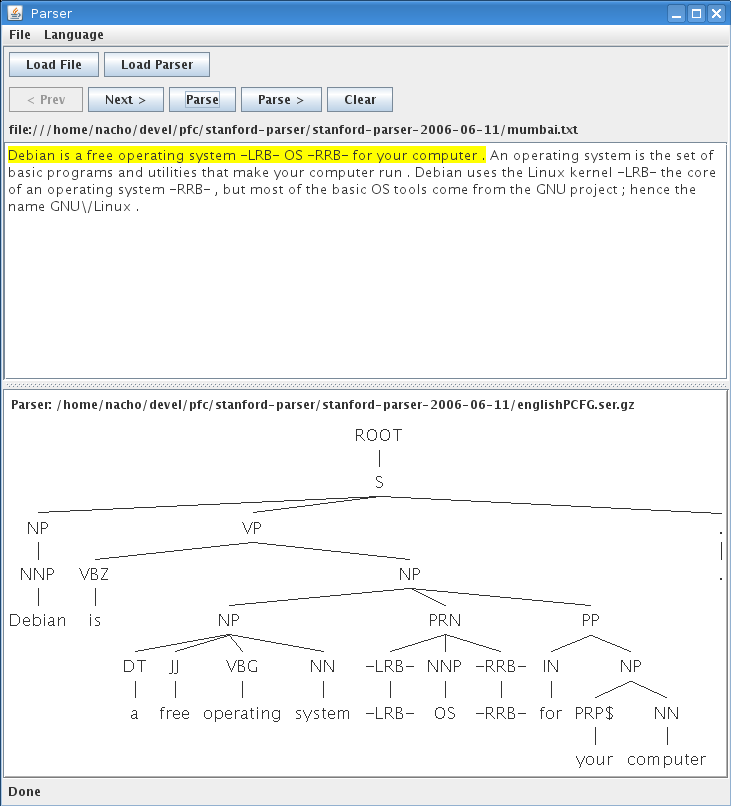 Parser
File Language
Load File Load Parser
< Prev Next > Parse Parse > Clear
file:///home/nacho/devel/pfc/stanford-parser/stanford-parser-2006-06-11/mumbai.txt
Debian is a free operating system -LRB- OS -RRB- for your computer . An operating system is the set of
basic programs and utilities that make your computer run . Debian uses the Linux kernel -LRB- the core
of an operating system -RRB- , but most of the basic OS tools come from the GNU project ; hence the
name GNU\/Linux .
Parser: /home/nacho/devel/pfc/stanford-parser/stanford-parser-2006-06-11/englishPCFG.ser.gz
ROOT
S
NP VP .
NNP VBZ NP .
Debian is NP PRN PP
DT JJ VBG NN -LRB- NNP -RRB- IN NP
a free operating system -LRB- OS -RRB- for PRP$ NN
your computer
Done